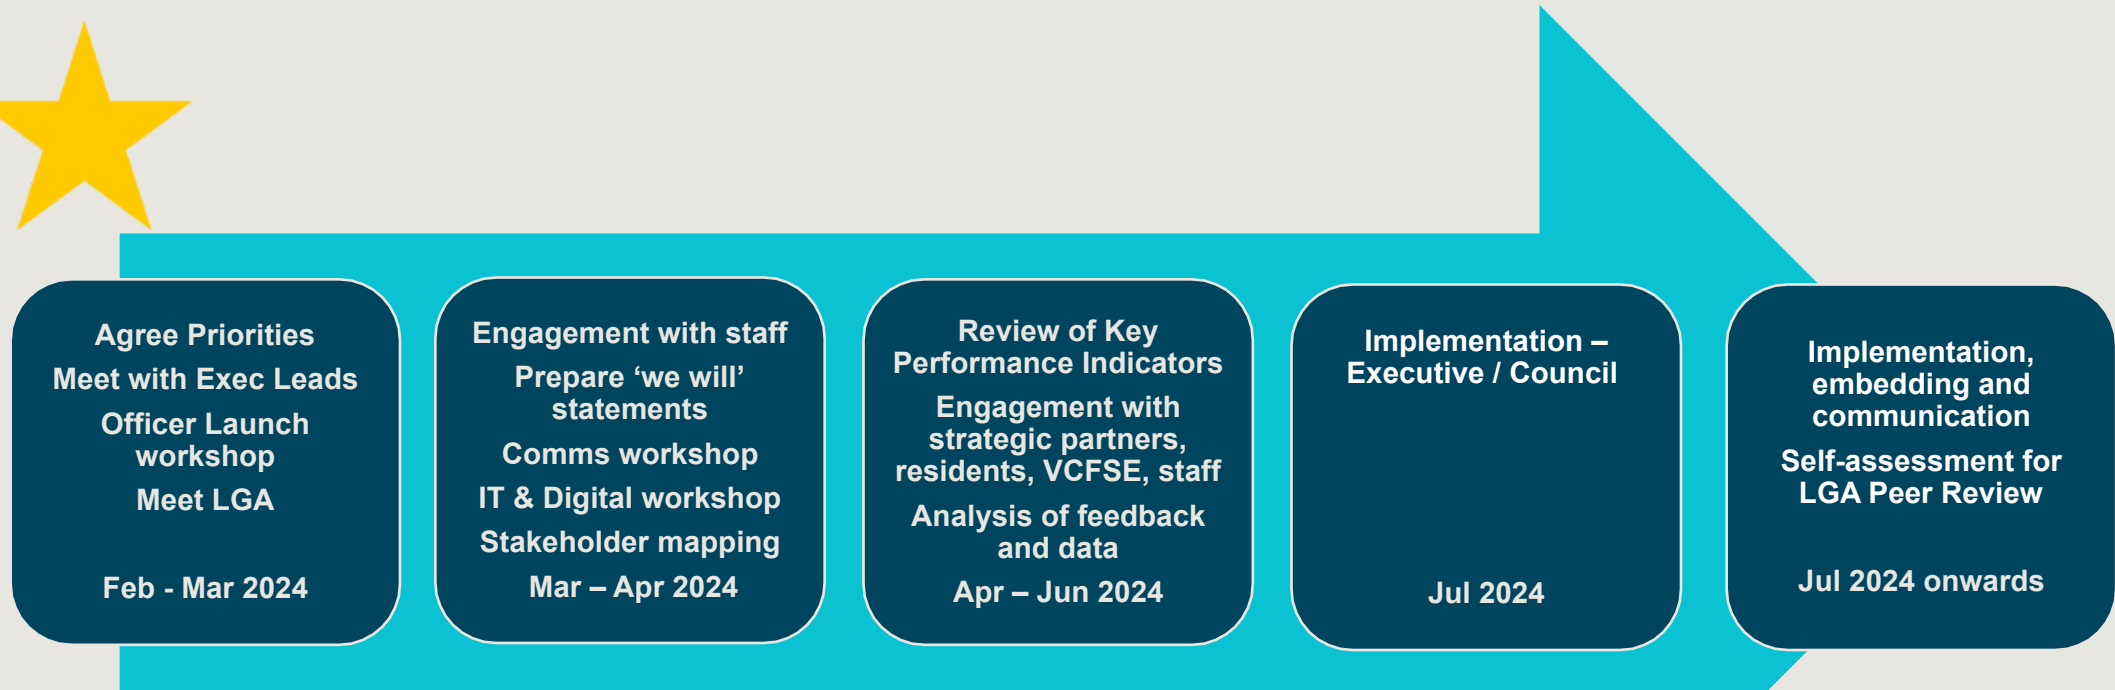 Agree Priorities
Meet with Exec Leads
Officer Launch
workshop
Meet LGA
Feb - Mar 2024
Engagement with staff
Prepare ‘we will’
statements
Comms workshop
IT & Digital workshop
Stakeholder mapping
Mar – Apr 2024
Review of Key
Performance Indicators
Engagement with
strategic partners,
residents, VCFSE, staff
Analysis of feedback
and data
Apr – Jun 2024
Implementation –
Executive / Council
Jul 2024
Implementation,
embedding and
communication
Self-assessment for
LGA Peer Review
Jul 2024 onwards